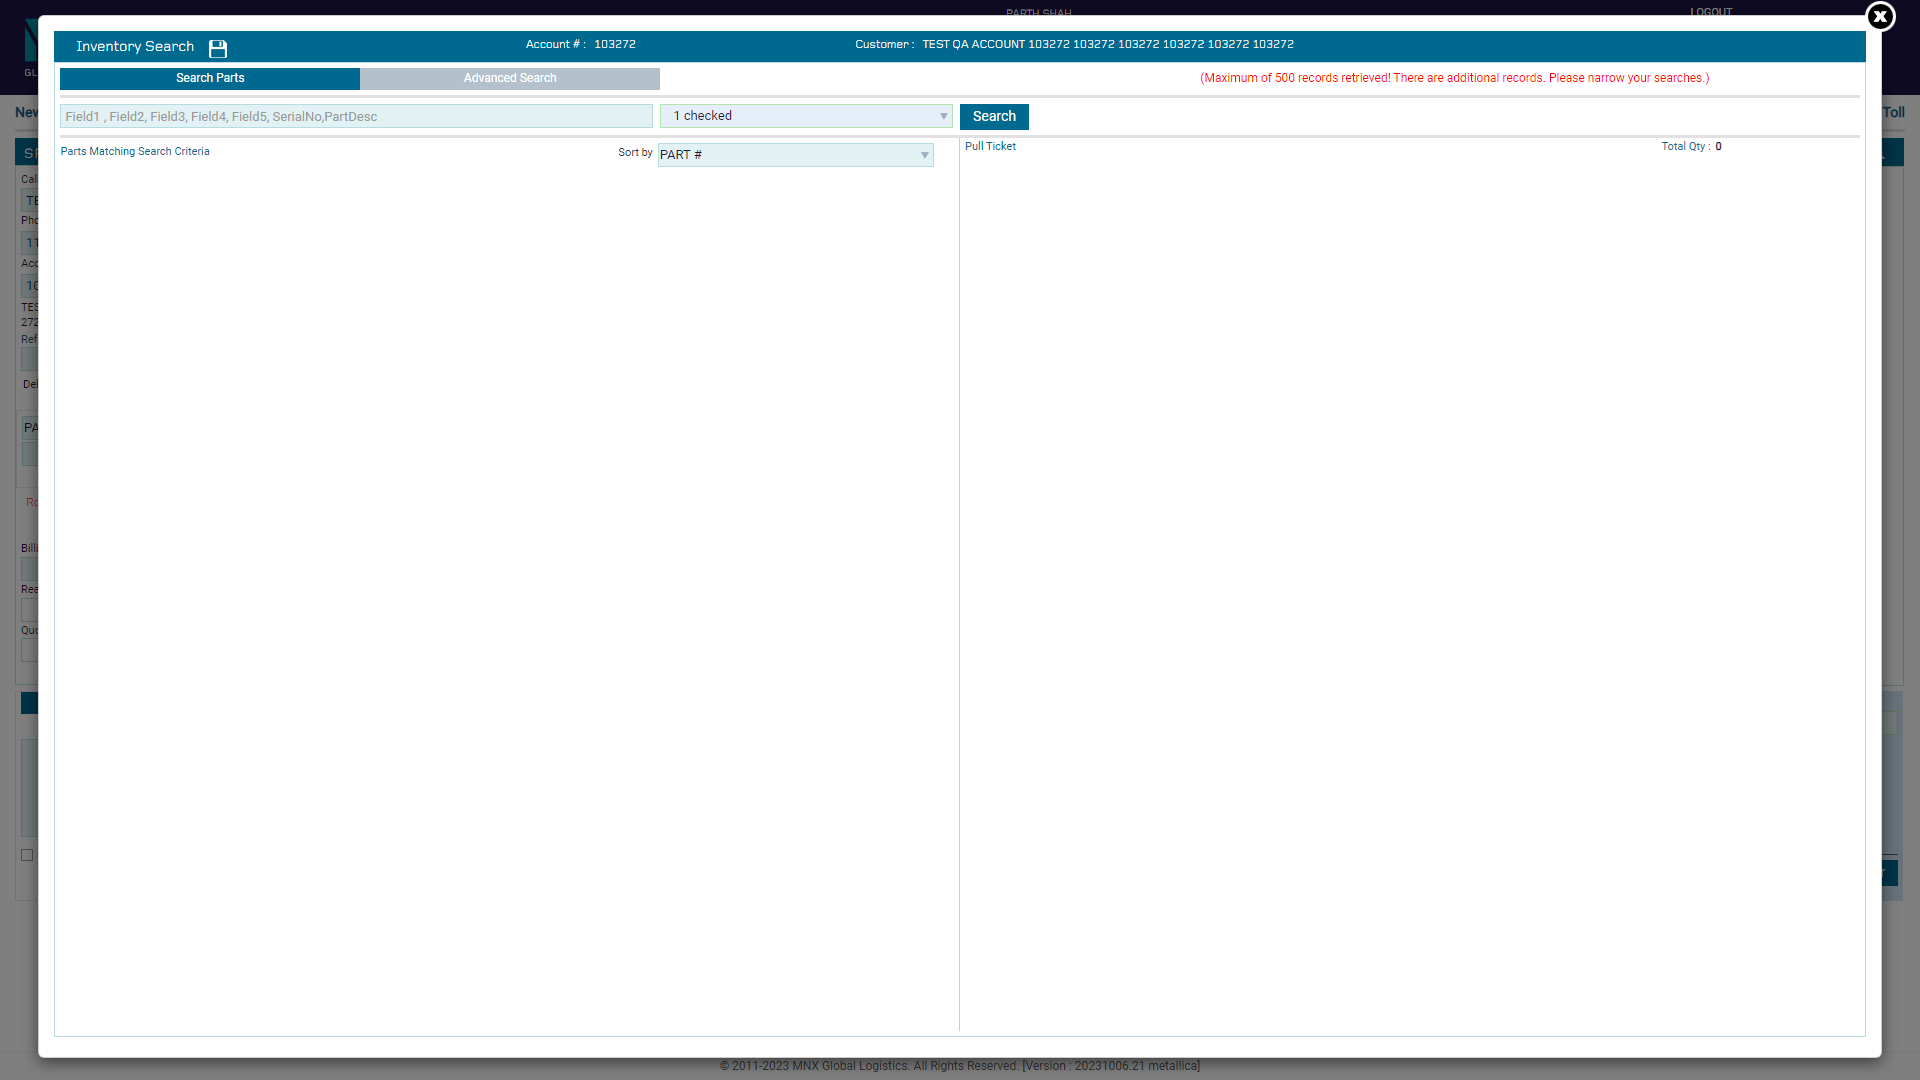 PARTH SHAH
LOGOUT
Inventory Search
Account # : 103272
Customer : TEST QA ACCOUNT 103272 103272 103272 103272 103272 103272
Search Parts
Advanced Search
(Maximum of 500 records retrieved! There are additional records. Please narrow your searches.)
Field1 , Field2, Field3, Field4, Field5, SerialNo,PartDesc
1 checked
Search
Toll
Parts Matching Search Criteria
Sort by
PART #
Pull Ticket
Total Qty : 0
© 2011-2023 MNX Global Logistics. All Rights Reserved. [Version : 20231006.21 metallica]